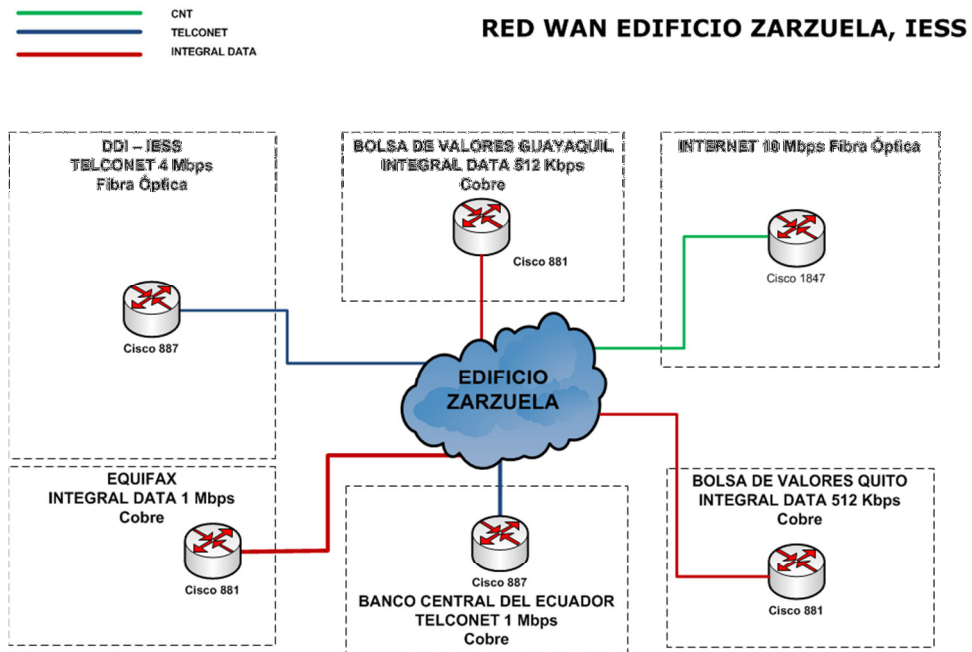 CNT
TELCONET
INTEGRAL DATA
RED WAN EDIFICIO ZARZUELA, IESS
DDI – IESS
TELCONET 4 Mbps
Fibra Óptica
Cisco 887
BOLSA DE VALORES GUAYAQUIL
INTEGRAL DATA 512 Kbps
Cobre
Cisco 881
INTERNET 10 Mbps Fibra Óptica
Cisco 1847
EDIFICIO
ZARZUELA
EQUIFAX
INTEGRAL DATA 1 Mbps
Cobre
Cisco 881
Cisco 887
BANCO CENTRAL DEL ECUADOR
TELCONET 1 Mbps
Cobre
BOLSA DE VALORES QUITO
INTEGRAL DATA 512 Kbps
Cobre
Cisco 881